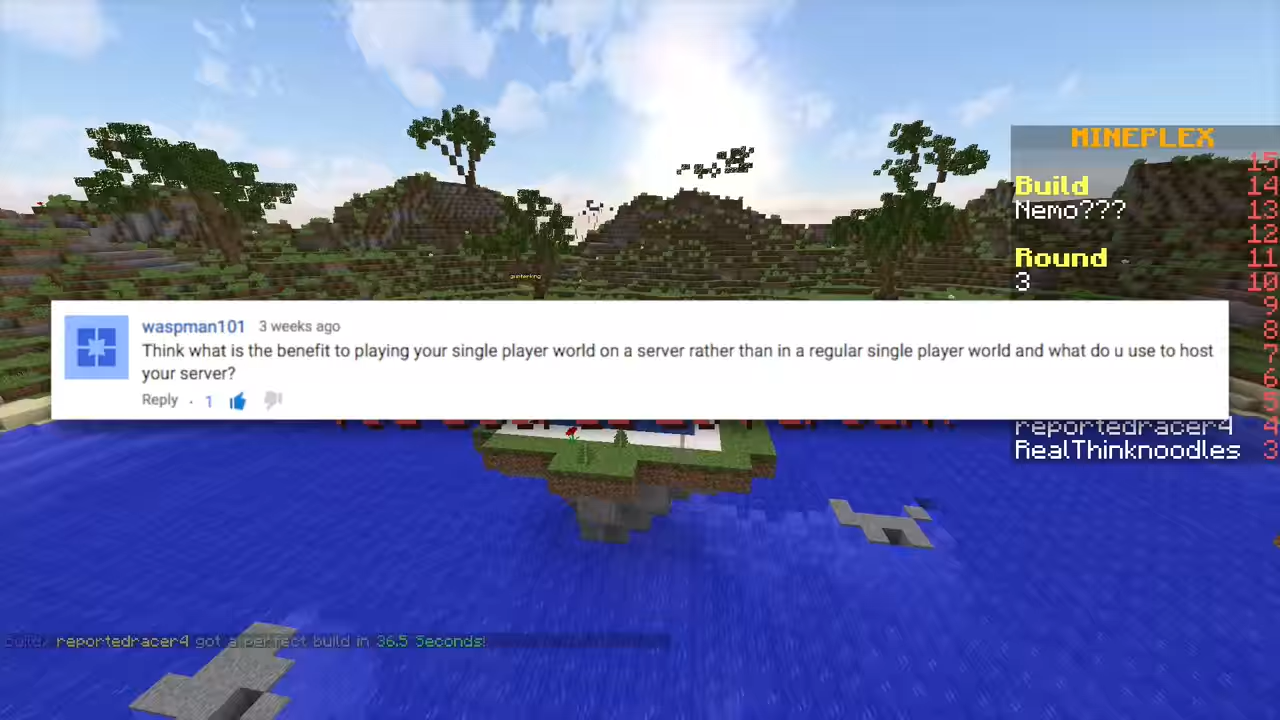 MINEPLEX
15
Build 14
Nemo??? 13
12
Round 11
3 10
9
8
7
6
5
waspman101 3 weeks ago
Think what is the benefit to playing your single player world on a server rather than in a regular single player world and what do u use to host
your server?
Reply · 1
reportedracer4 4
RealThinknoodles 3
reportedracer4 got a perfect build in 36.5 Seconds!